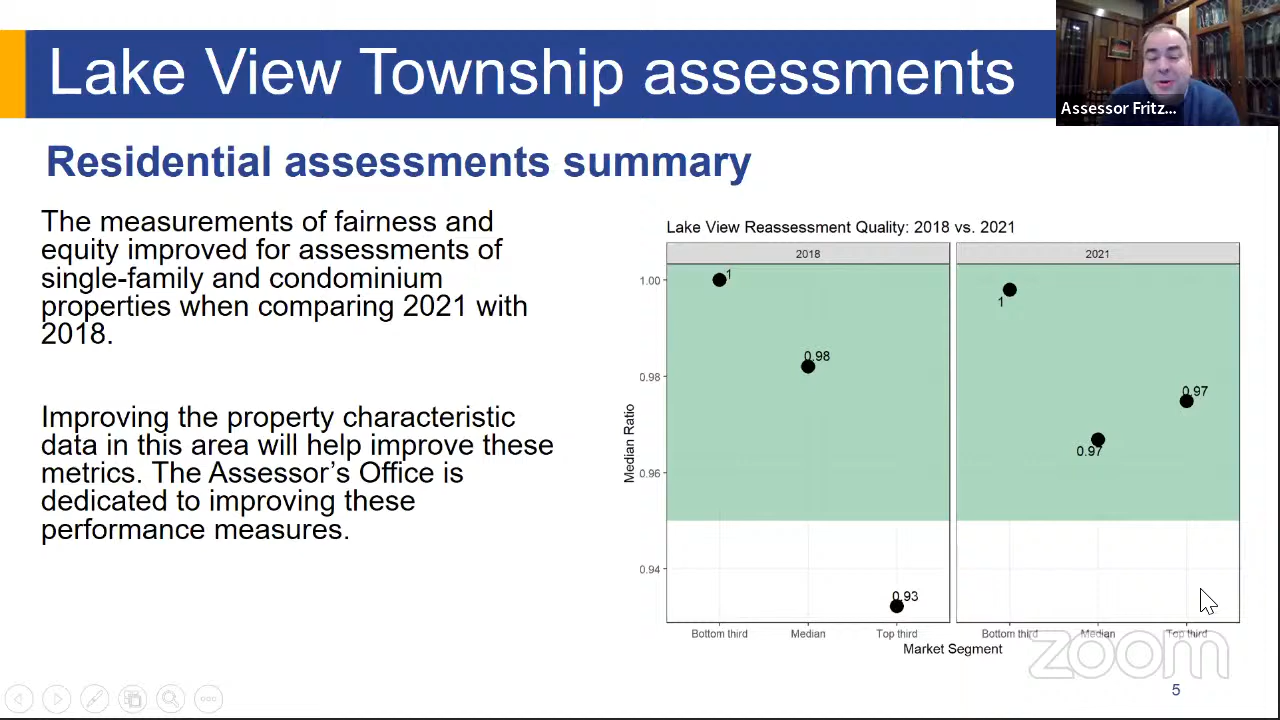 Lake View Township assessments
Assessor Fritz...
Residential assessments summary
The measurements of fairness and
equity improved for assessments of
single-family and condominium
properties when comparing 2021 with
2018.
Improving the property characteristic
data in this area will help improve these
metrics. The Assessor's Office is
dedicated to improving these
performance measures.
Lake View Reassessment Quality: 2018 vs. 2021
2018
2021
1.00
0.98
0.96
0.94
Median Ratio
1
0.98
0.93
1
0.97
0.97
Bottom third
Median
Top third
Bottom third
Median
Top third
Market Segment
zoom
5